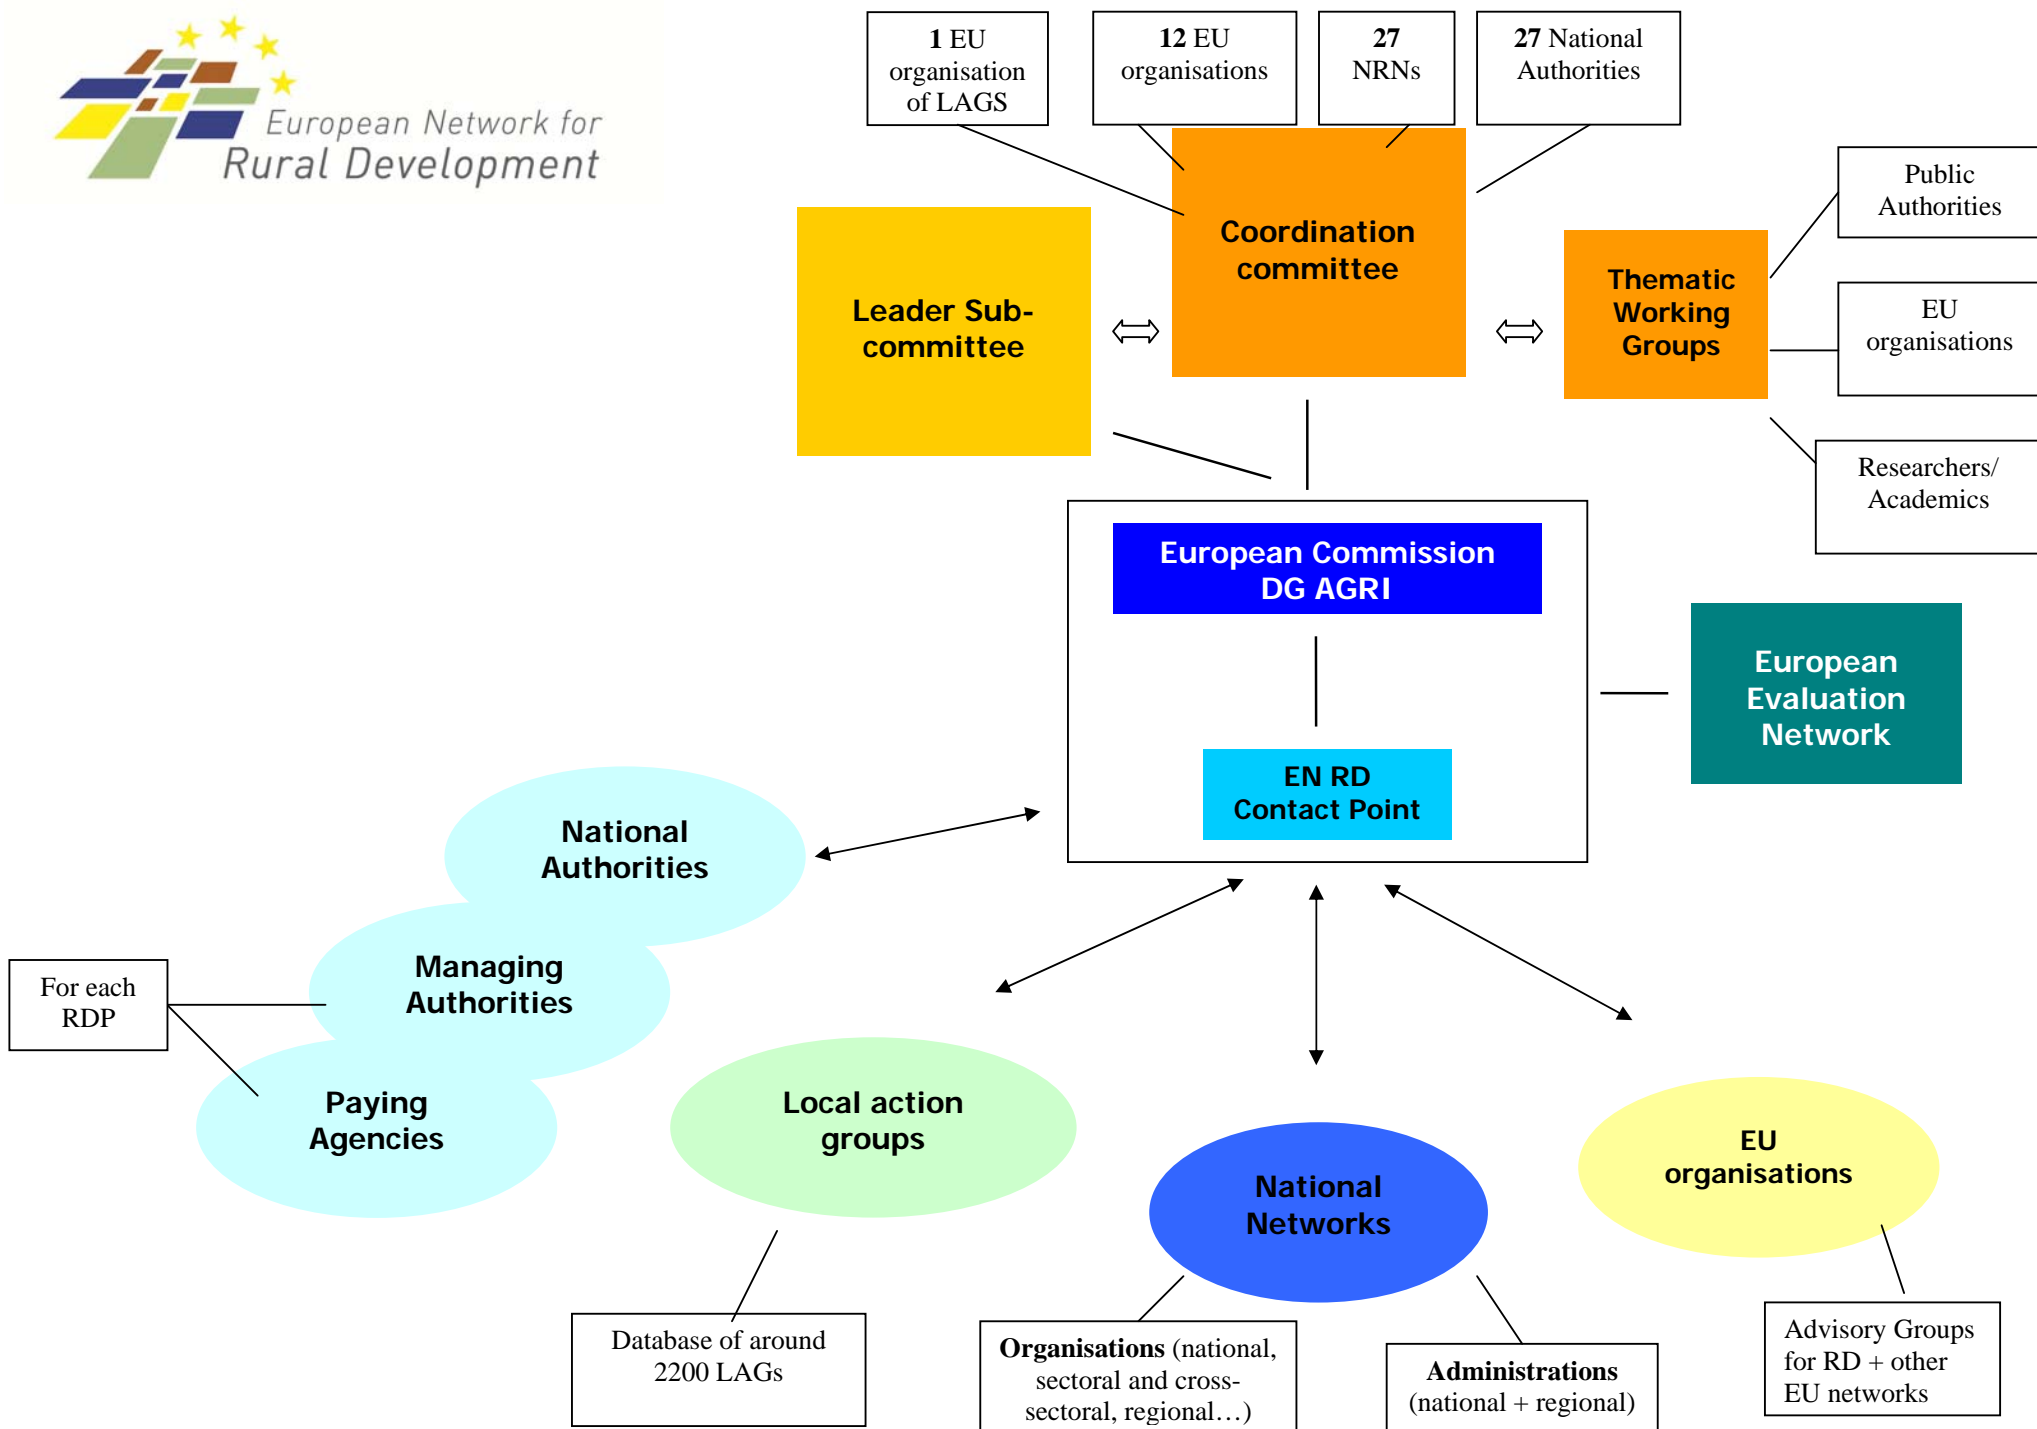 European Network for
Rural Development
1 EU
organisation
of LAGS
12 EU
organisations
27
NRNs
27 National
Authorities
Coordination
committee
Leader Sub-
committee
Thematic
Working
Groups
Public
Authorities
EU
organisations
Researchers/
Academics
European Commission
DG AGRI
EN RD
Contact Point
European
Evaluation
Network
National
Authorities
Managing
Authorities
Paying
Agencies
For each
RDP
Local action
groups
National
Networks
EU
organisations
Database of around
2200 LAGs
Organisations (national,
sectoral and cross-
sectoral, regional…)
Administrations
(national + regional)
Advisory Groups
for RD + other
EU networks